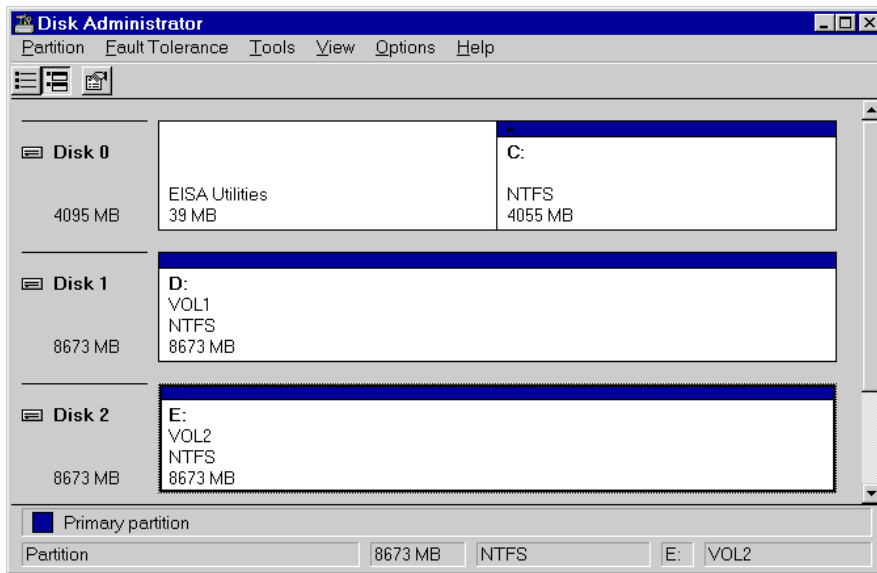 Disk Administrator
Partition Fault Tolerance Tools View Options Help
Disk 0
4095 MB
EISA Utilities
39 MB
C:
NTFS
4055 MB
Disk 1
8673 MB
D:
VOL1
NTFS
8673 MB
Disk 2
8673 MB
E:
VOL2
NTFS
8673 MB
Primary partition
Partition 8673 MB NTFS E: VOL2